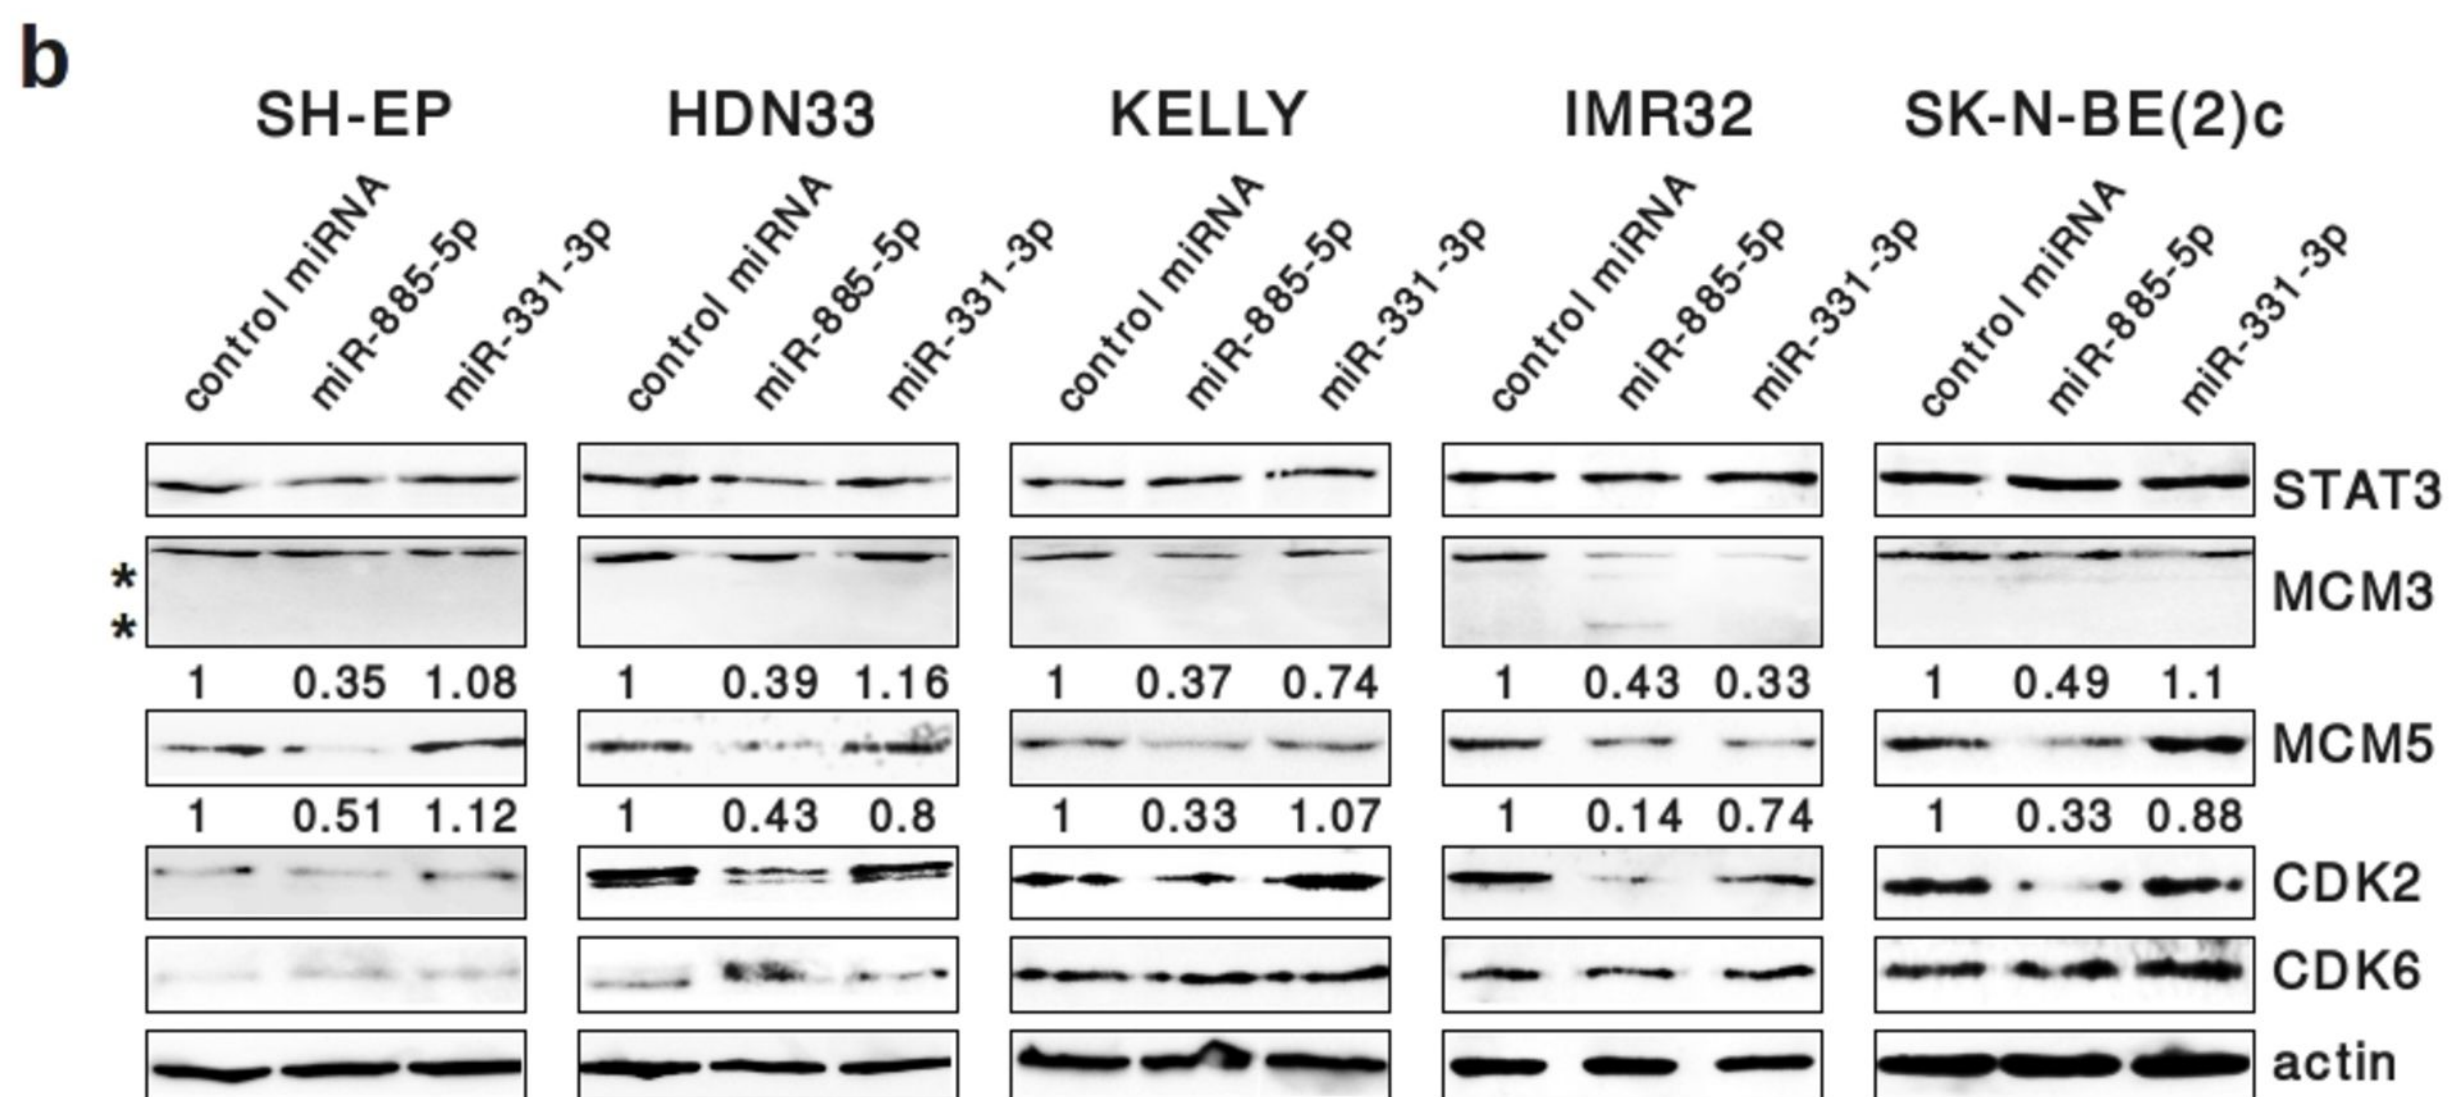 b
SH-EP HDN33 KELLY IMR32 SK-N-BE(2)c
control miRNA miR-885-5p miR-331-3p control miRNA miR-885-5p miR-331-3p control miRNA miR-885-5p miR-331-3p control miRNA miR-885-5p miR-331-3p control miRNA miR-885-5p miR-331-3p
STAT3
*
MCM3
*
1 0.35 1.08 1 0.39 1.16 1 0.37 0.74 1 0.43 0.33 1 0.49 1.1
MCM5
1 0.51 1.12 1 0.43 0.8 1 0.33 1.07 1 0.14 0.74 1 0.33 0.88
CDK2
CDK6
actin